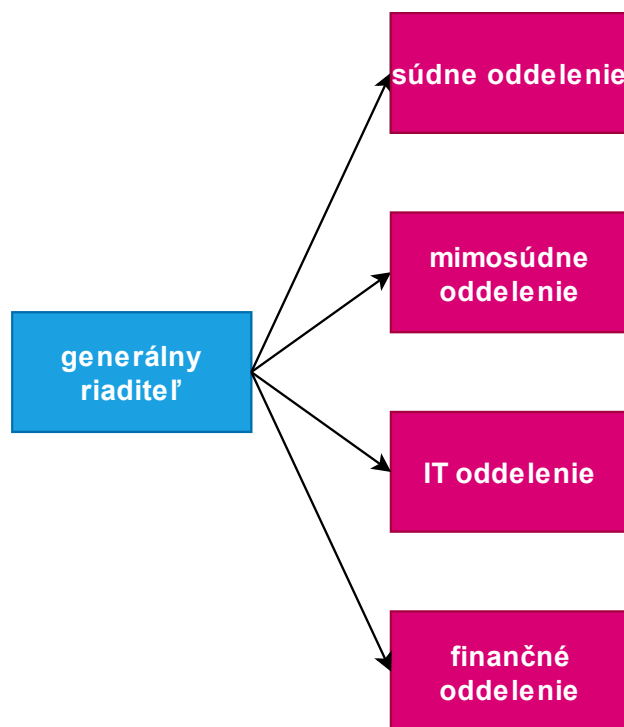 súdne oddelenie
mimosúdne
oddelenie
generálny
riaditeľ
IT oddelenie
finančné
oddelenie